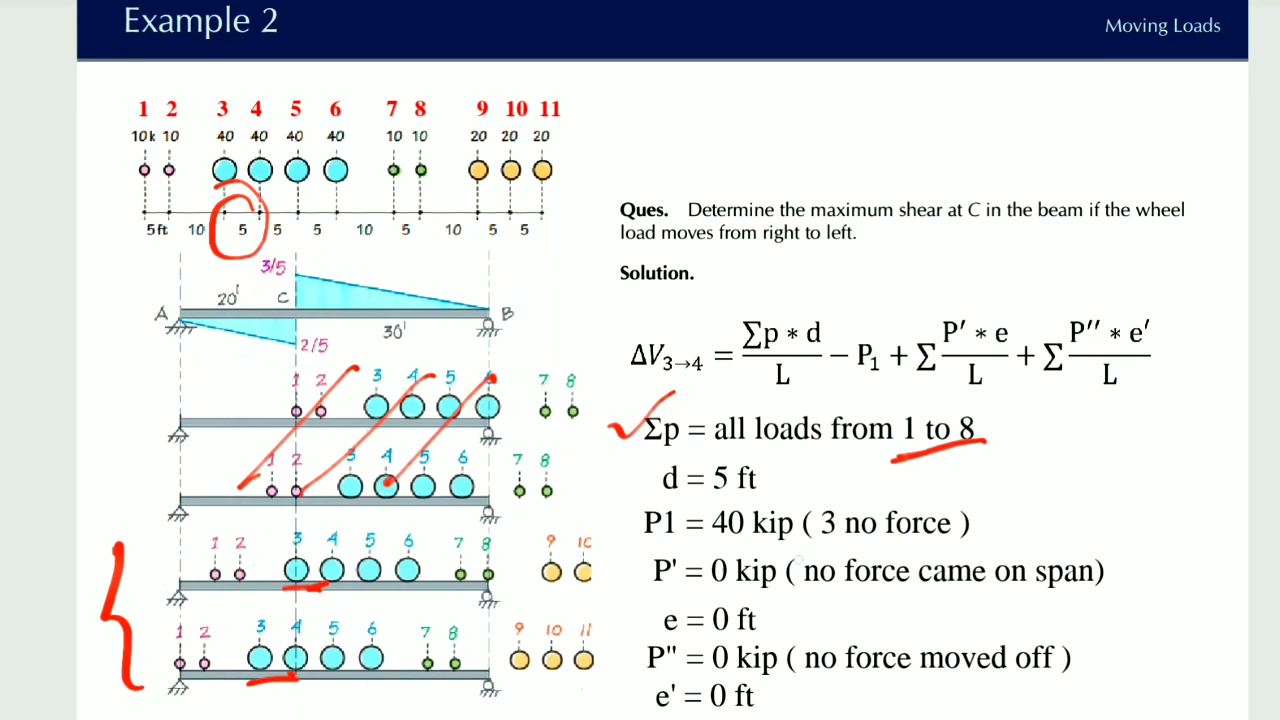 Example 2
Moving Loads
1 2 3 4 5 6 7 8 9 10 11
10k 10 40 40 40 40 10 10 20 20 20
5ft 10 5 5 5 10 5 10 5 5
3/5
20' C
A B
30'
2/5
1 2 3 4 5 6 7 8
1 2 3 4 5 6 7 8
1 2 3 4 5 6 7 8 9 10
1 2 3 4 5 6 7 8 9 10 11
Ques. Determine the maximum shear at C in the beam if the wheel
load moves from right to left.
Solution.
ΔV₃→₄ = Σp * d / L − P₁ + Σ P′ * e / L + Σ P′′ * e′ / L
Σp = all loads from 1 to 8
d = 5 ft
P1 = 40 kip ( 3 no force )
P' = 0 kip ( no force came on span)
e = 0 ft
P" = 0 kip ( no force moved off )
e' = 0 ft